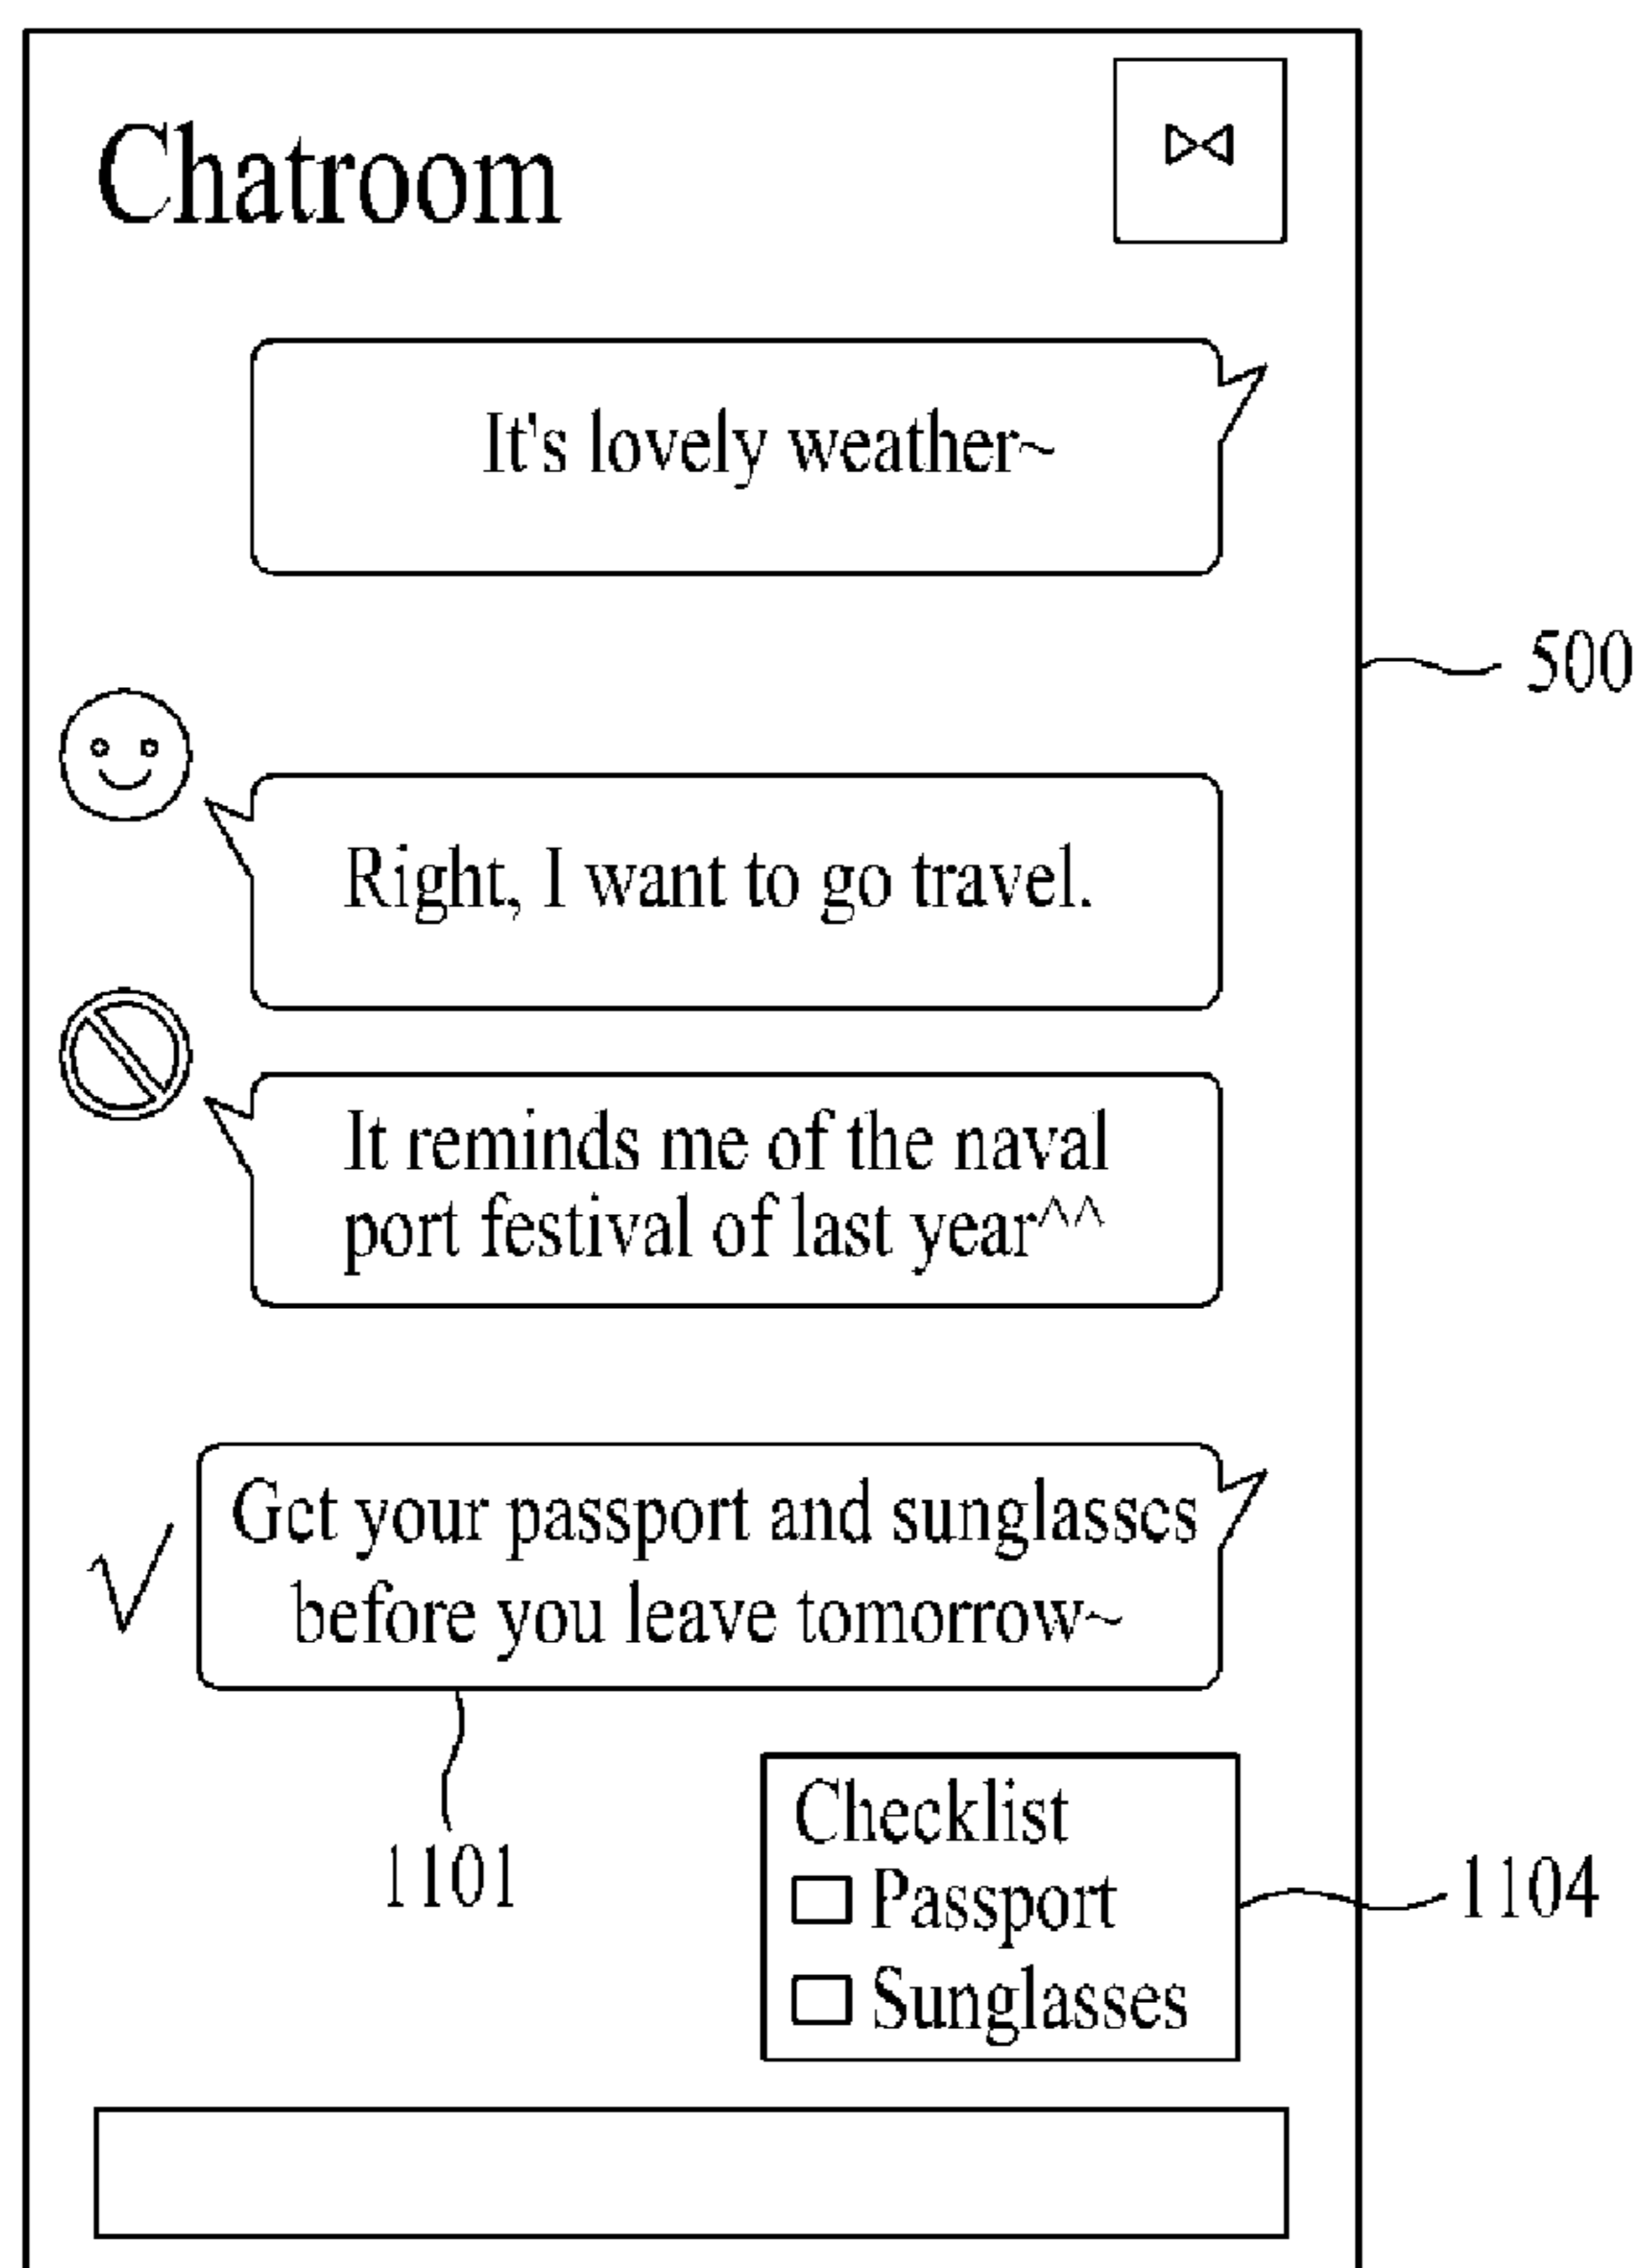 Chatroom
It's lovely weather~
500
Right, I want to go travel.
It reminds me of the naval
port festival of last year^^
Get your passport and sunglasses
before you leave tomorrow~
1101
Checklist
Passport
1104
Sunglasses